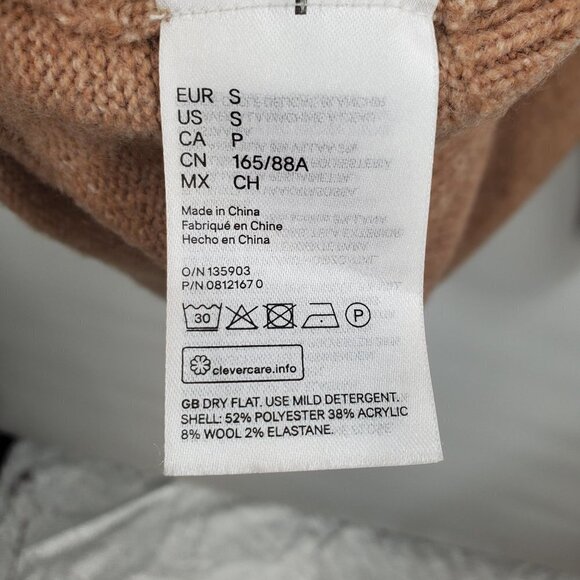 EUR S
US S
CA P
CN 165/88A
MX CH
Made in China
Fabriqué en Chine
Hecho en China
O/N 135903
P/N 0812167 0
30 P
clevercare.info
GB DRY FLAT. USE MILD DETERGENT.
SHELL: 52% POLYESTER 38% ACRYLIC
8% WOOL 2% ELASTANE.